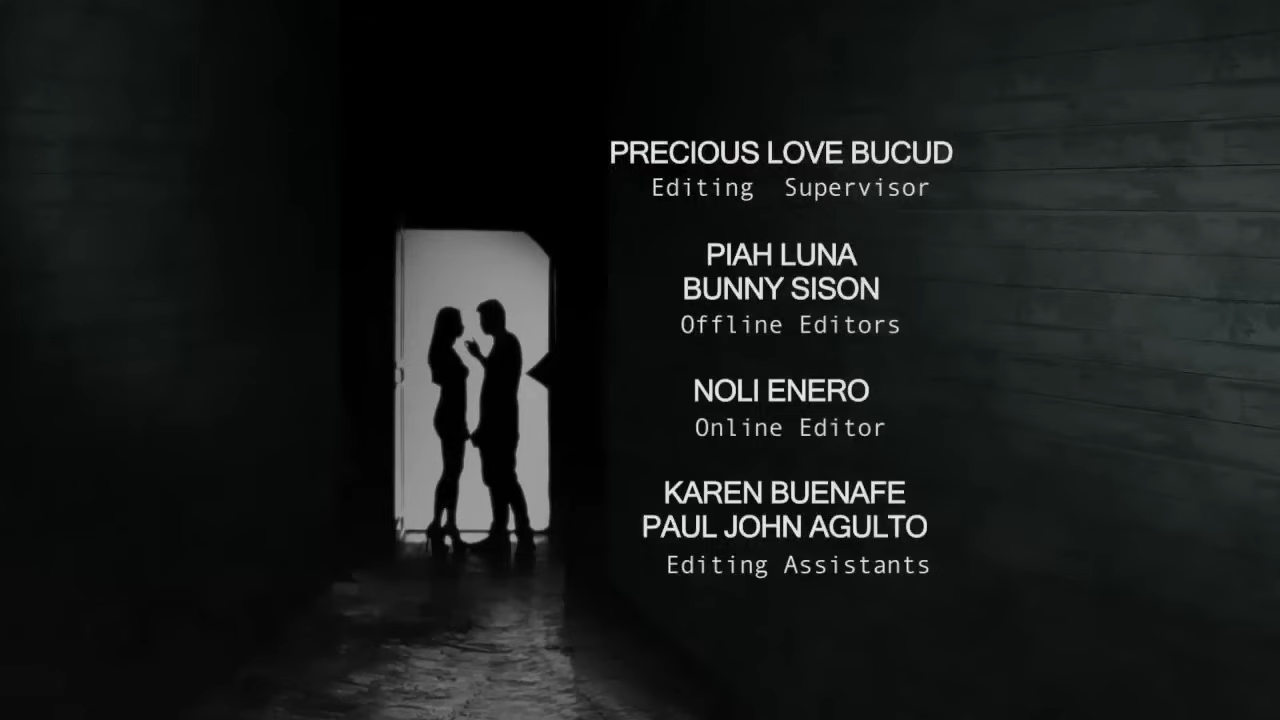 PRECIOUS LOVE BUCUD
Editing Supervisor
PIAH LUNA
BUNNY SISON
Offline Editors
NOLI ENERO
Online Editor
KAREN BUENAFE
PAUL JOHN AGULTO
Editing Assistants